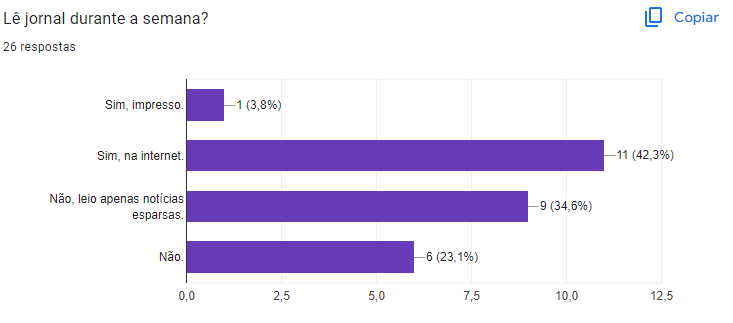 Lê jornal durante a semana?
Copiar
26 respostas
Sim, impresso.
1 (3,8%)
Sim, na internet.
11 (42,3%)
Não, leio apenas notícias
esparsas.
9 (34,6%)
Não.
6 (23,1%)
0,0
2,5
5,0
7,5
10,0
12,5